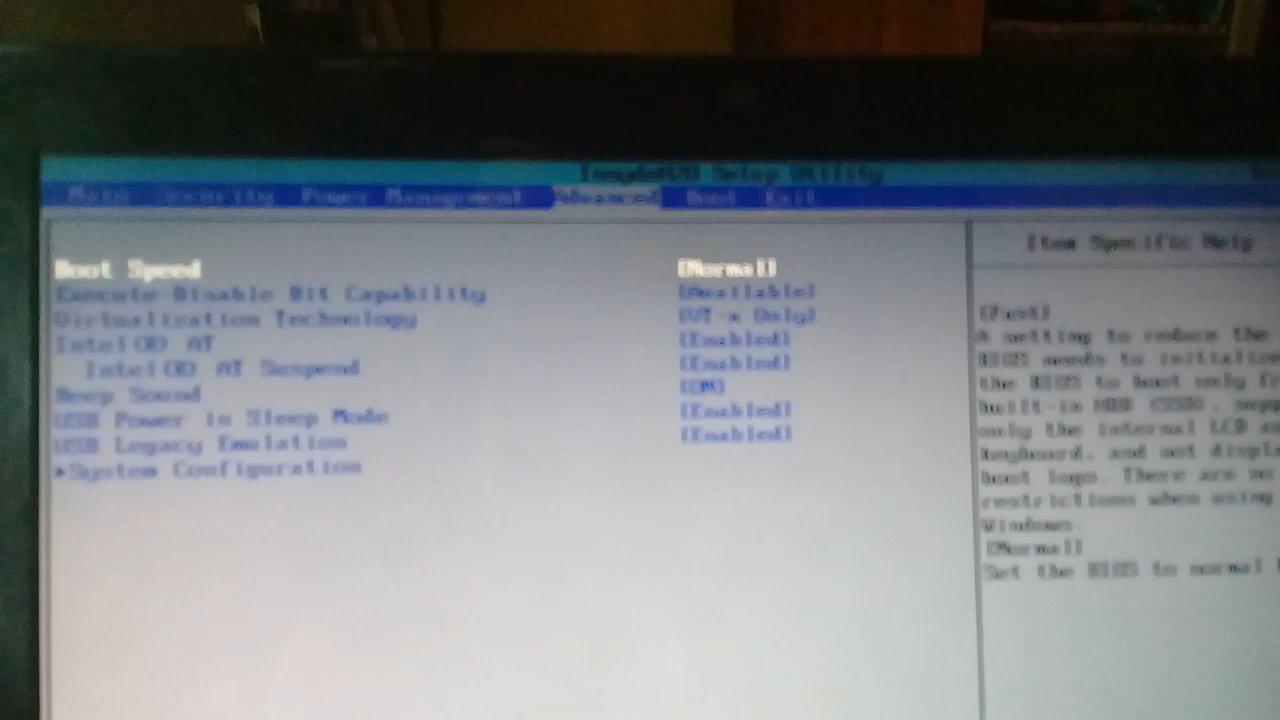 InsydeH2O Setup Utility
Main Security Power Management Advanced Boot Exit
Item Specific Help
Boot Speed [Normal]
Execute-Disable Bit Capability [Available]
Virtualization Technology [VT-x Only]
Intel(R) AT [Enabled]
Intel(R) AT Suspend [Enabled]
Beep Sound [ON]
USB Power in Sleep Mode [Enabled]
USB Legacy Emulation [Enabled]
▸System Configuration
[Fast]
A setting to reduce the
BIOS needs to initialize
the BIOS to boot only
built-in HDD (SSD),
only the internal LCD
keyboard, and not
boot logo. There are no
restrictions when using
Windows.
[Normal]
Set the BIOS to normal